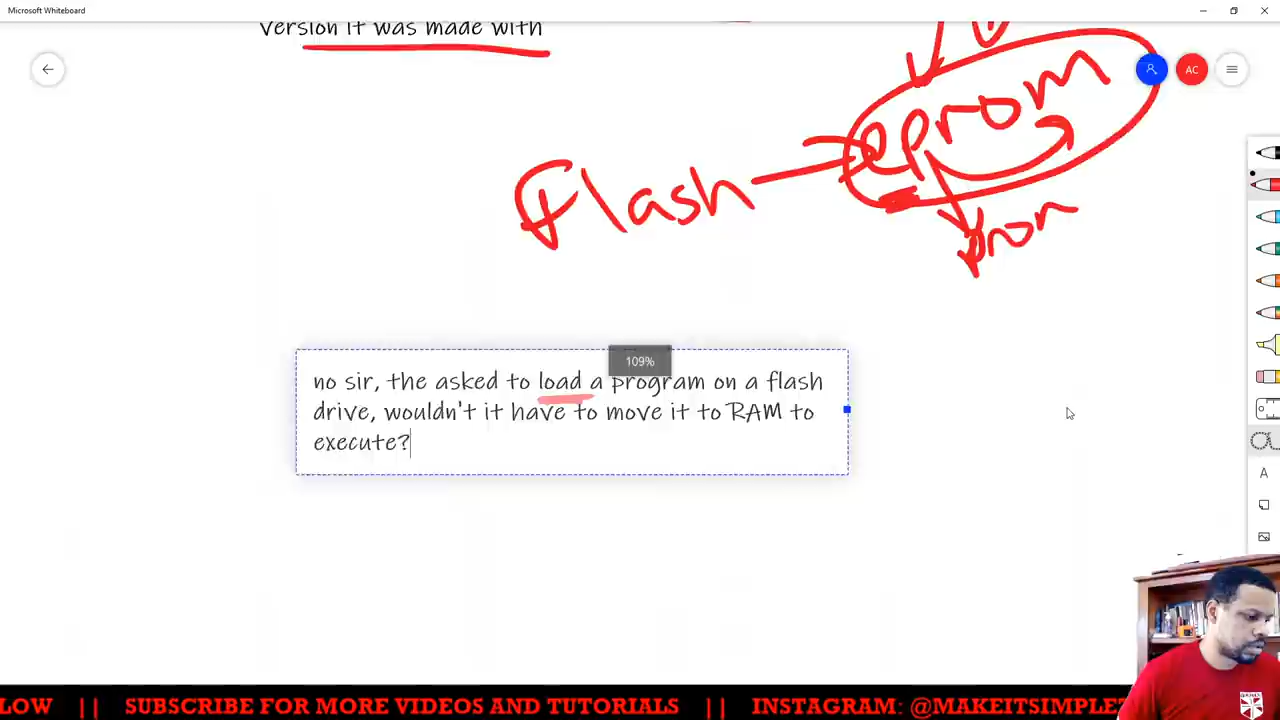 Microsoft Whiteboard
Version it was made with
AC
eprom
flash
prom
109%
no sir, the asked to load a program on a flash
drive, wouldn't it have to move it to RAM to
execute?
A
LOW || SUBSCRIBE FOR MORE VIDEOS AND TUTORIALS || INSTAGRAM: @MAKEITSIMPLET